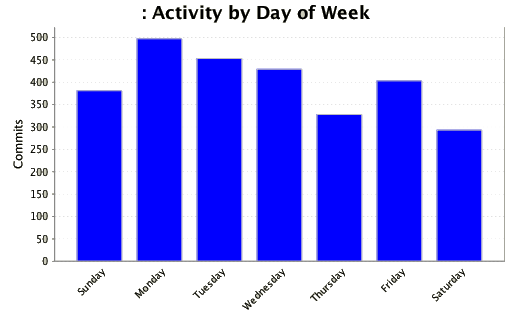 : Activity by Day of Week
Commits
500
450
400
350
300
250
200
150
100
50
0
Sunday
Monday
Tuesday
Wednesday
Thursday
Friday
Saturday